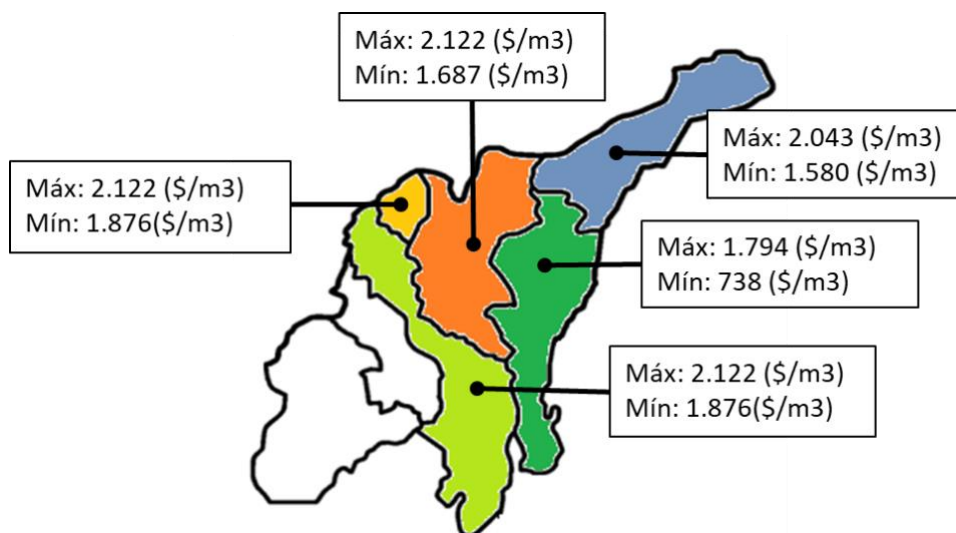 Máx: 2.122 ($/m3)
Mín: 1.687 ($/m3)
Máx: 2.043 ($/m3)
Mín: 1.580 ($/m3)
Máx: 2.122 ($/m3)
Mín: 1.876($/m3)
Máx: 1.794 ($/m3)
Mín: 738 ($/m3)
Máx: 2.122 ($/m3)
Mín: 1.876($/m3)